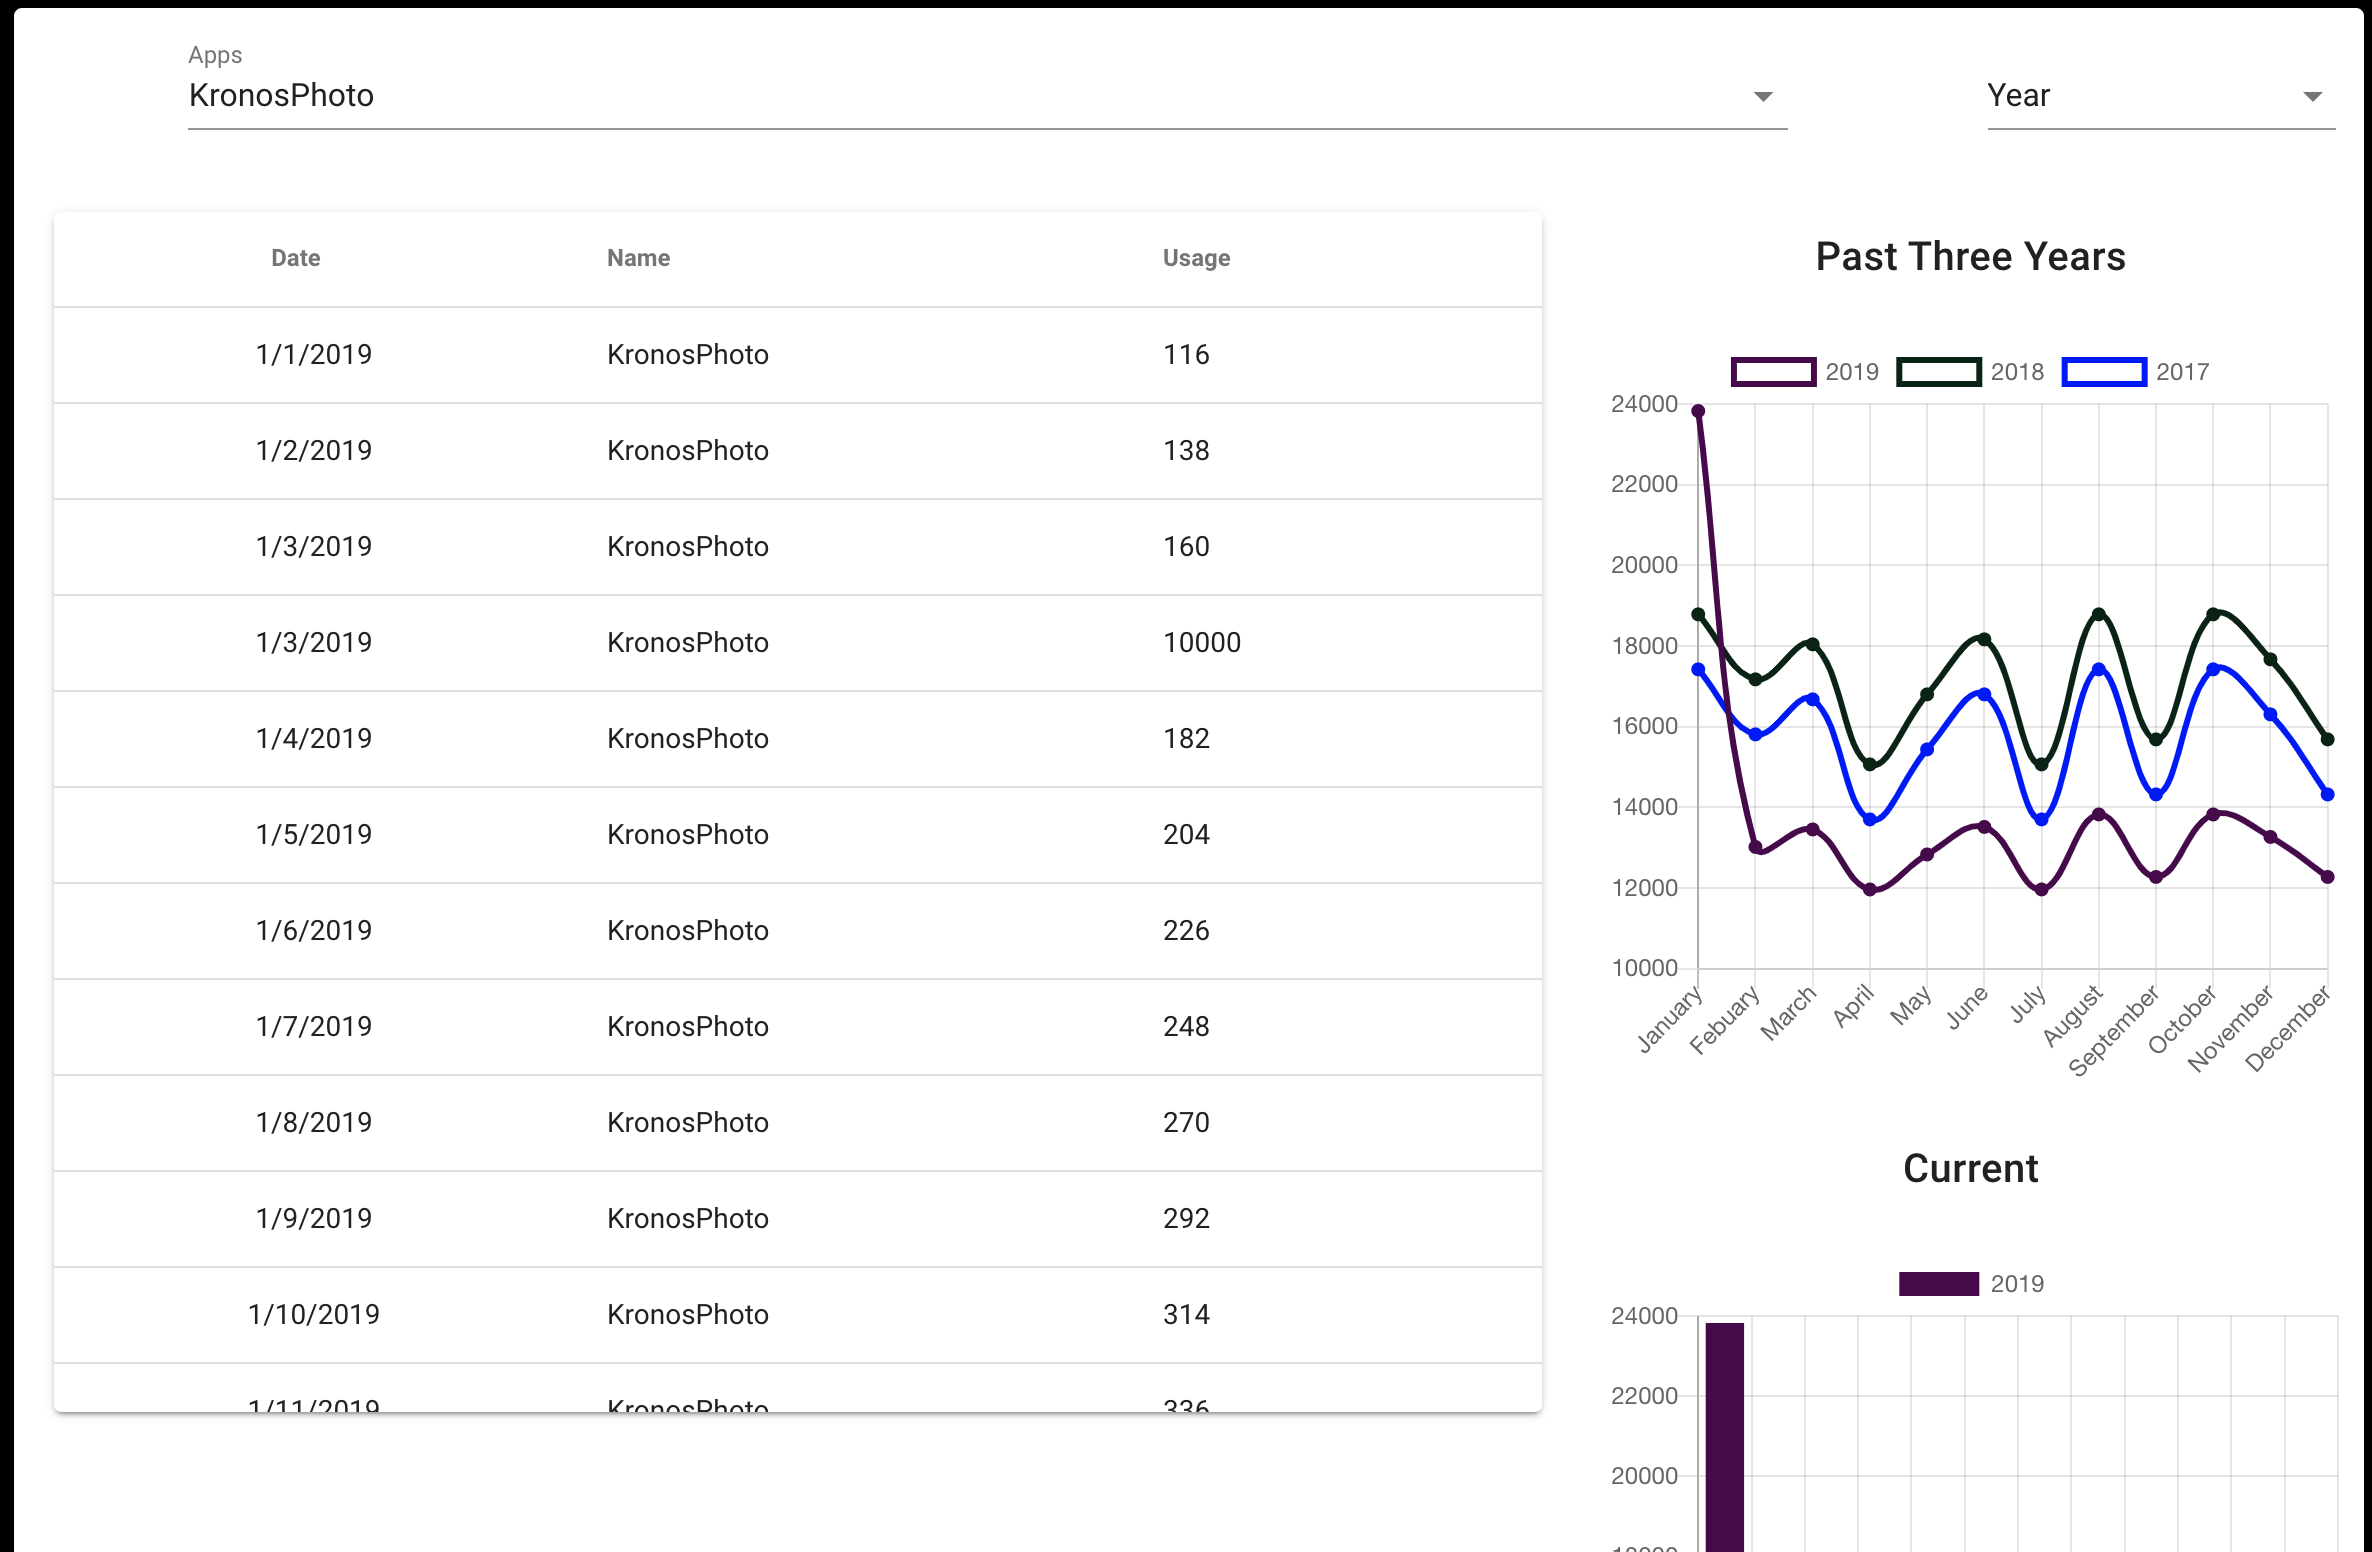 Apps
KronosPhoto
Year
Date Name Usage
1/1/2019 KronosPhoto 116
1/2/2019 KronosPhoto 138
1/3/2019 KronosPhoto 160
1/3/2019 KronosPhoto 10000
1/4/2019 KronosPhoto 182
1/5/2019 KronosPhoto 204
1/6/2019 KronosPhoto 226
1/7/2019 KronosPhoto 248
1/8/2019 KronosPhoto 270
1/9/2019 KronosPhoto 292
1/10/2019 KronosPhoto 314
1/11/2019 KronosPhoto 336
Past Three Years
2019 2018 2017
24000
22000
20000
18000
16000
14000
12000
10000
January Febuary March April May June July August September October November December
Current
2019
24000
22000
20000
18000